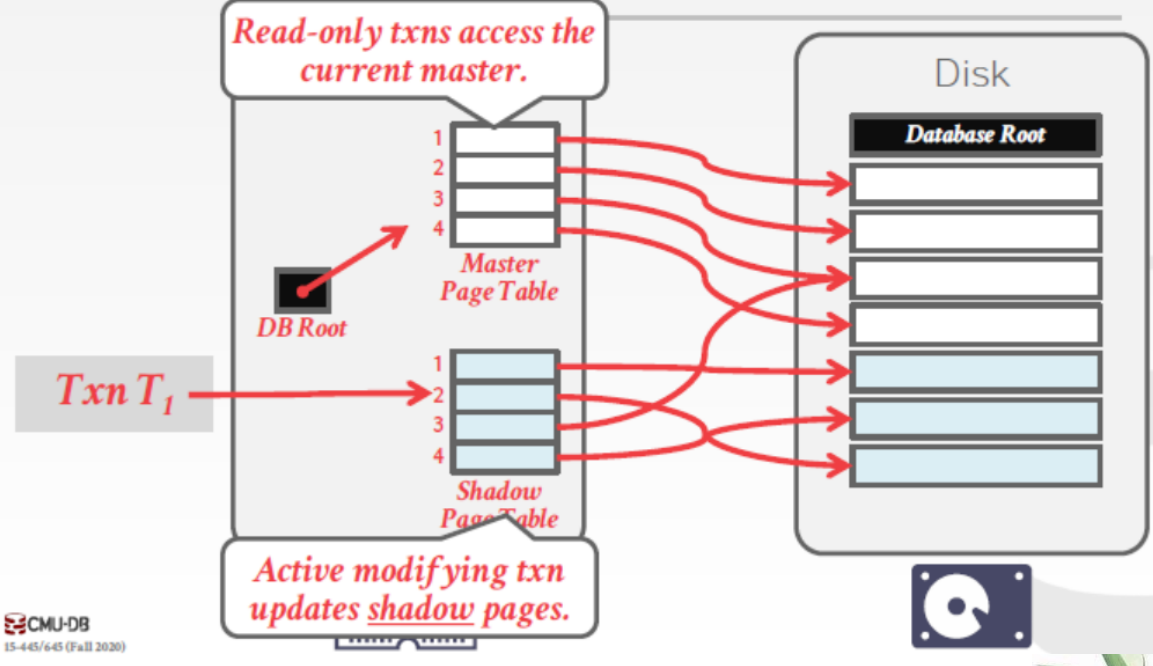 Read-only txns access the
current master.
Disk
Database Root
1
2
3
4
Master
Page Table
DB Root
Txn T1
1
2
3
4
Shadow
Page Table
Active modifying txn
updates shadow pages.
CMU-DB
15-445/645 (Fall 2020)